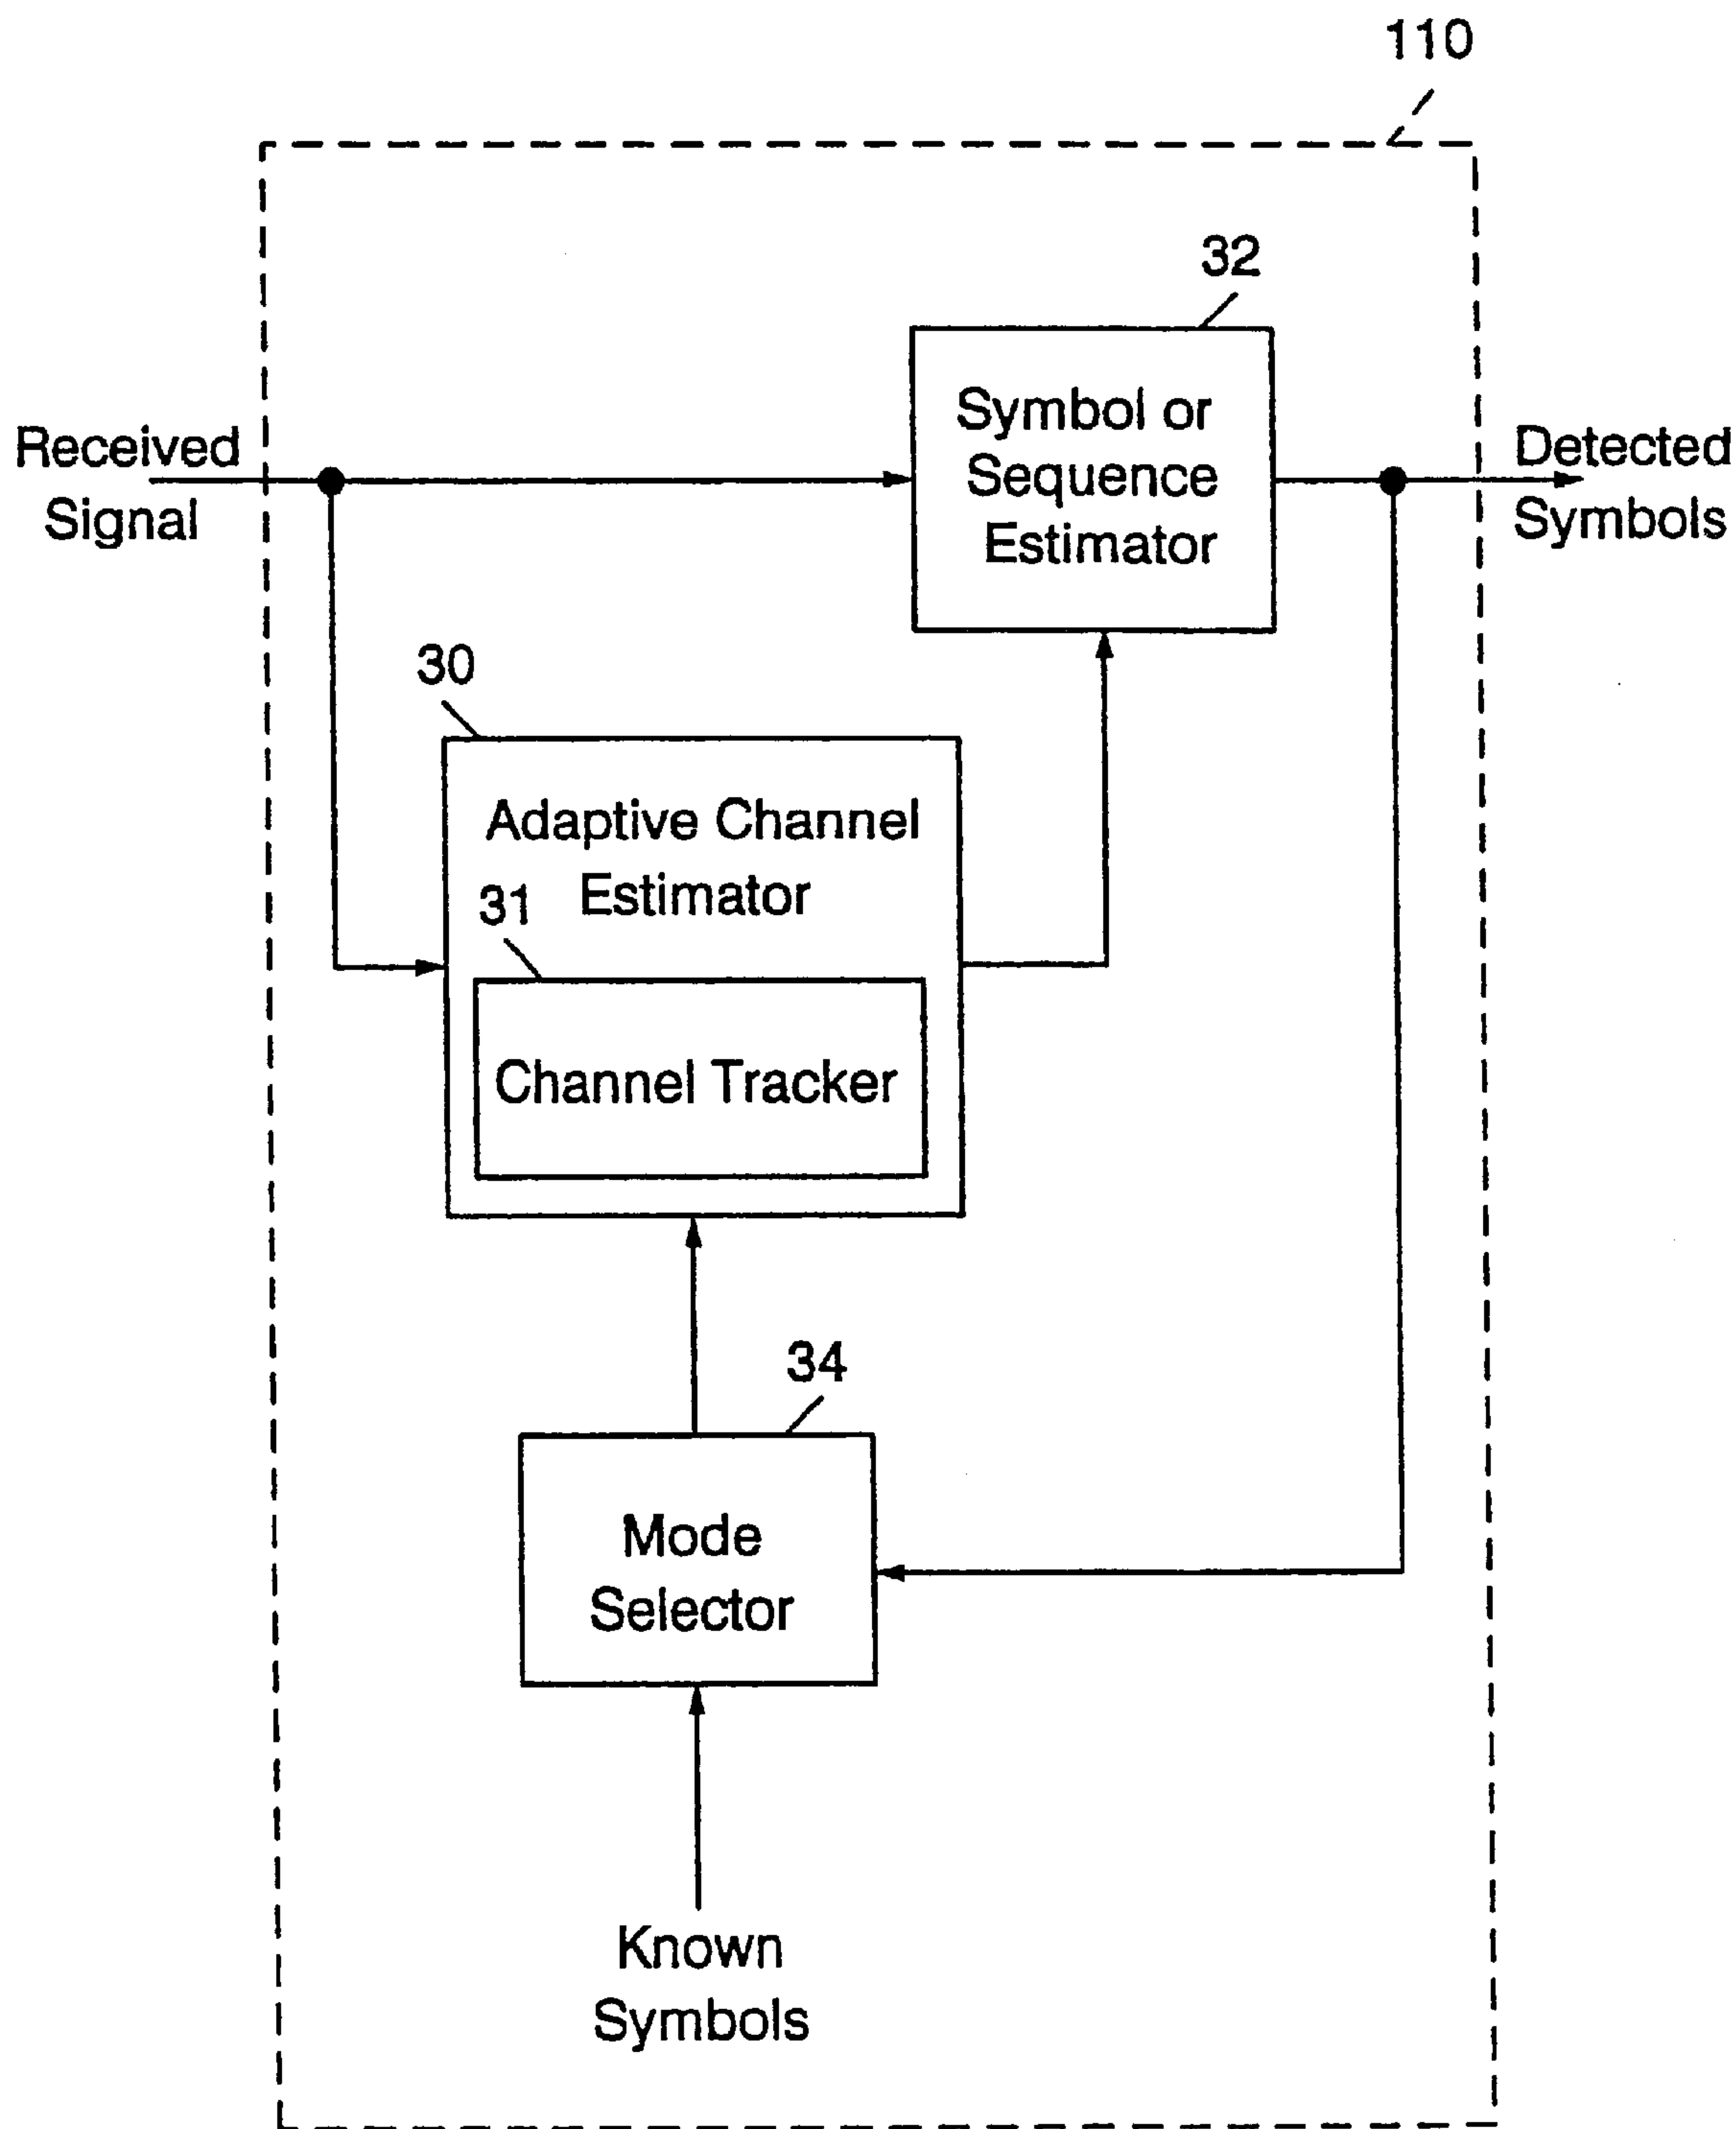 110
32
Symbol or
Sequence
Estimator
Received
Signal
Detected
Symbols
30
Adaptive Channel
Estimator
31
Channel Tracker
34
Mode
Selector
Known
Symbols